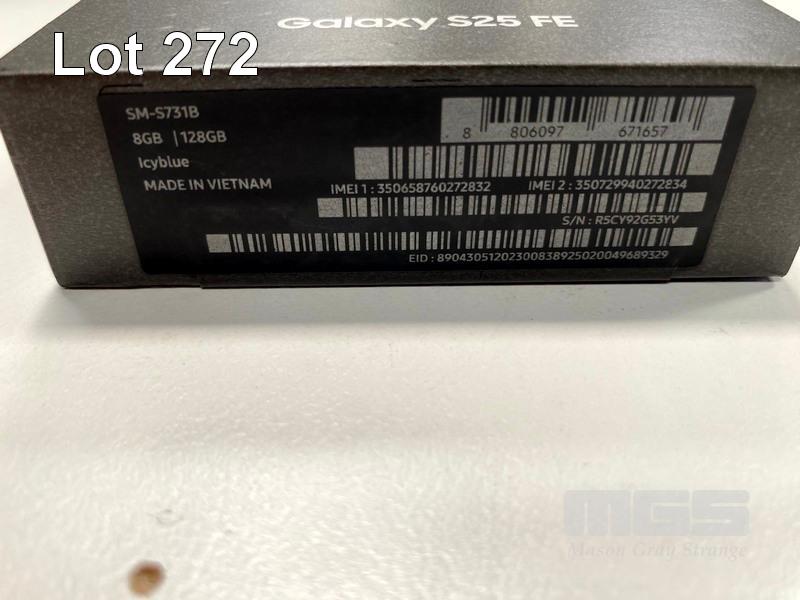 Galaxy S25 FE
Lot 272
SM-S731B
8GB | 128GB
Icyblue
MADE IN VIETNAM
8 806097 671657
IMEI 1 : 350658760272832 IMEI 2 : 350729940272834
S/N : R5CY92G53YV
EID : 89043051202300838925020049689329
MGS
Mason Gray Strange